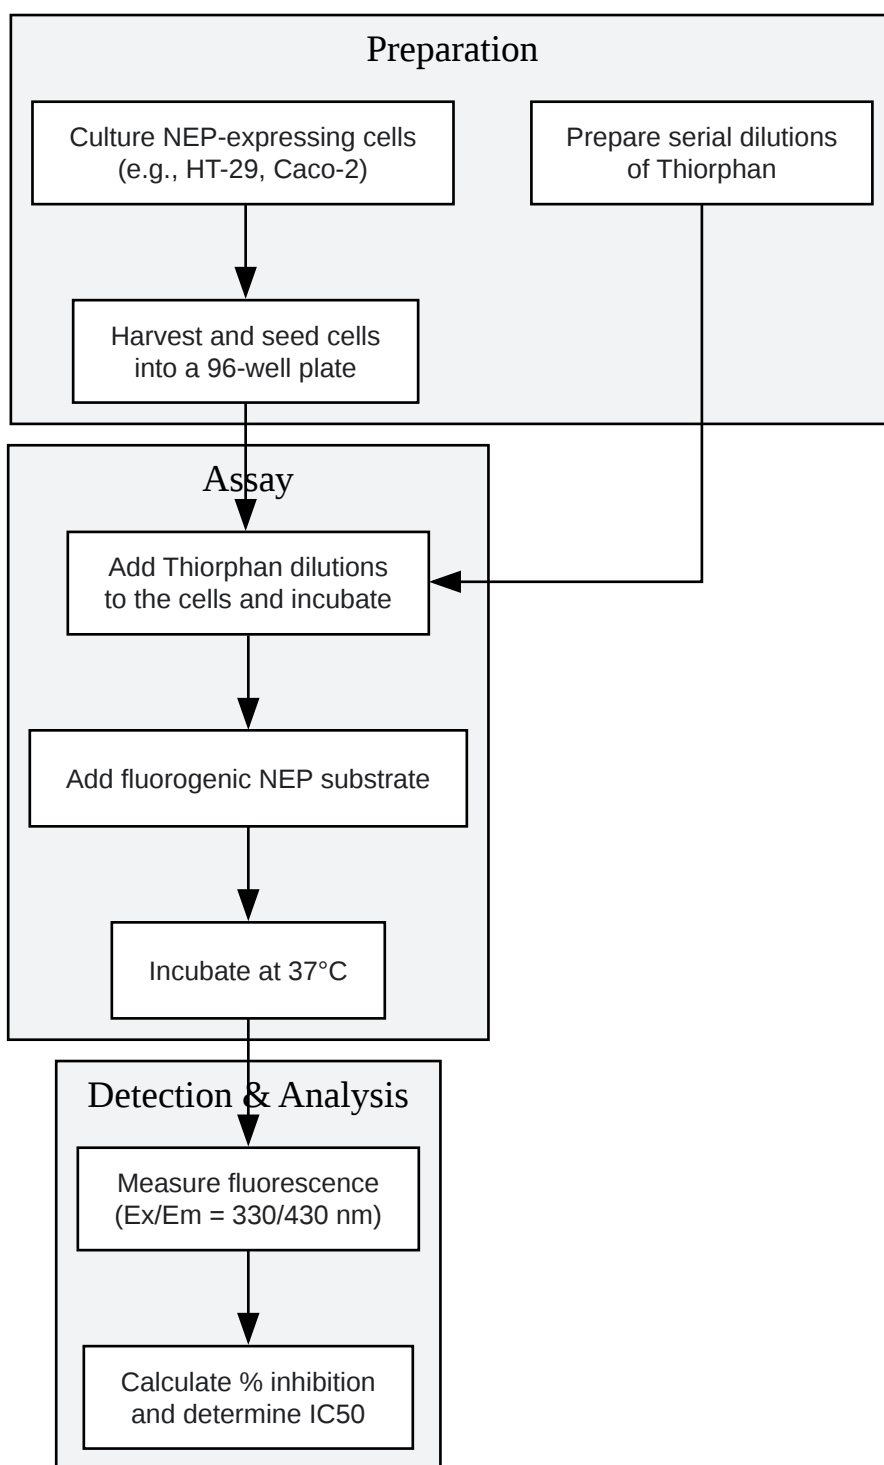 Preparation
Culture NEP-expressing cells
(e.g., HT-29, Caco-2)
Prepare serial dilutions
of Thiorphan
Harvest and seed cells
into a 96-well plate
Assay
Add Thiorphan dilutions
to the cells and incubate
Add fluorogenic NEP substrate
Incubate at 37°C
Detection & Analysis
Measure fluorescence
(Ex/Em = 330/430 nm)
Calculate % inhibition
and determine IC50